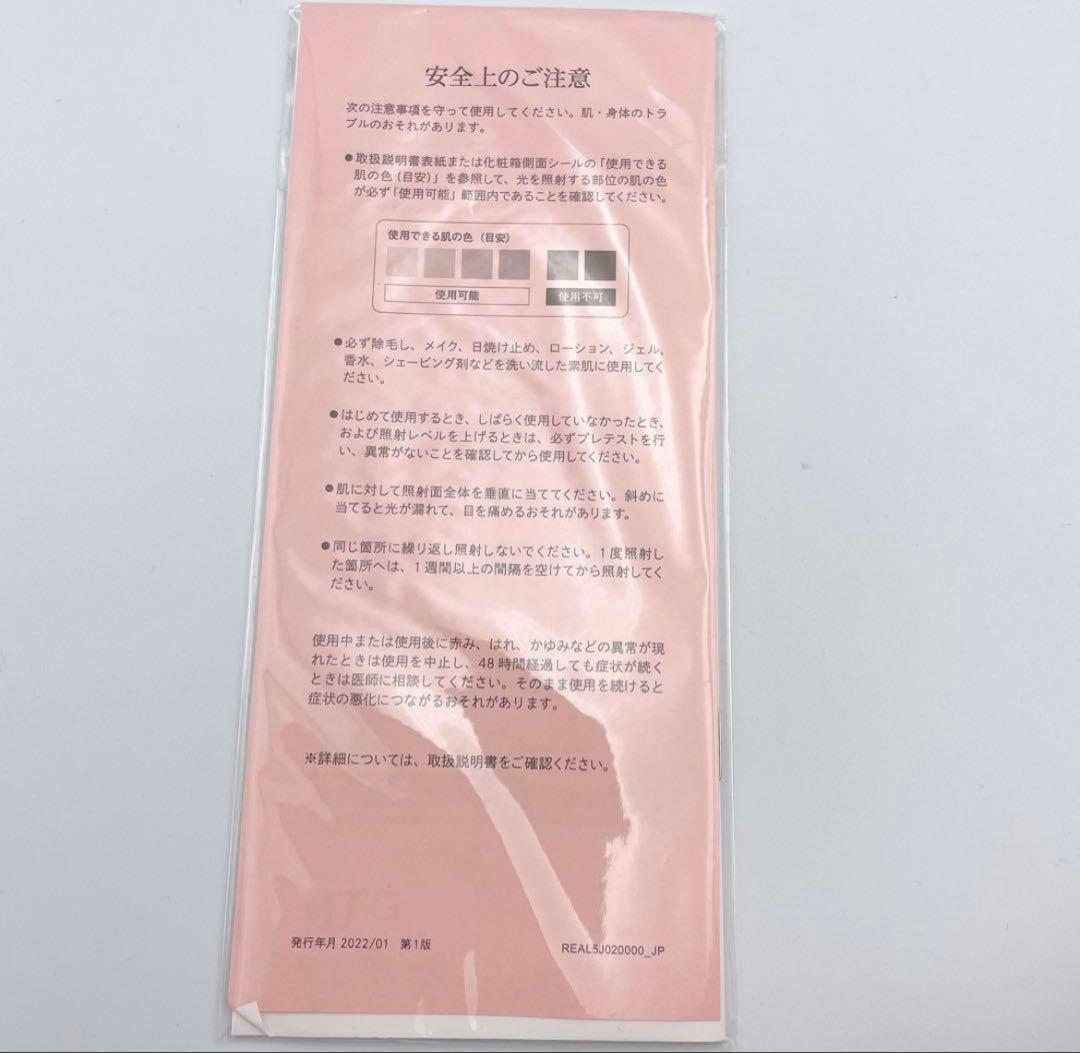 安全上のご注意
次の注意事項を守って使用してください。肌・身体のトラ
ブルのおそれがあります。
●取扱説明書表紙または化粧箱側面シールの「使用できる
肌の色（目安）」を参照して、光を照射する部位の肌の色
が必ず「使用可能」範囲内であることを確認してください。
使用できる肌の色（目安）
使用可能 使用不可
●必ず除毛し、メイク、日焼け止め、ローション、ジェル、
香水、シェービング剤などを洗い流した素肌に使用してく
ださい。
●はじめて使用するとき、しばらく使用していなかったとき、
および照射レベルを上げるときは、必ずプレテストを行
い、異常がないことを確認してから使用してください。
●肌に対して照射面全体を垂直に当ててください。斜めに
当てると光が漏れて、目を痛めるおそれがあります。
●同じ箇所に繰り返し照射しないでください。1度照射し
た箇所へは、1週間以上の間隔を空けてから照射してく
ださい。
使用中または使用後に赤み、はれ、かゆみなどの異常が現
れたときは使用を中止し、48時間経過しても症状が続く
ときは医師に相談してください。そのまま使用を続けると
症状の悪化につながるおそれがあります。
※詳細については、取扱説明書をご確認ください。
発行年月 2022/01 第1版
REAL5J020000_JP